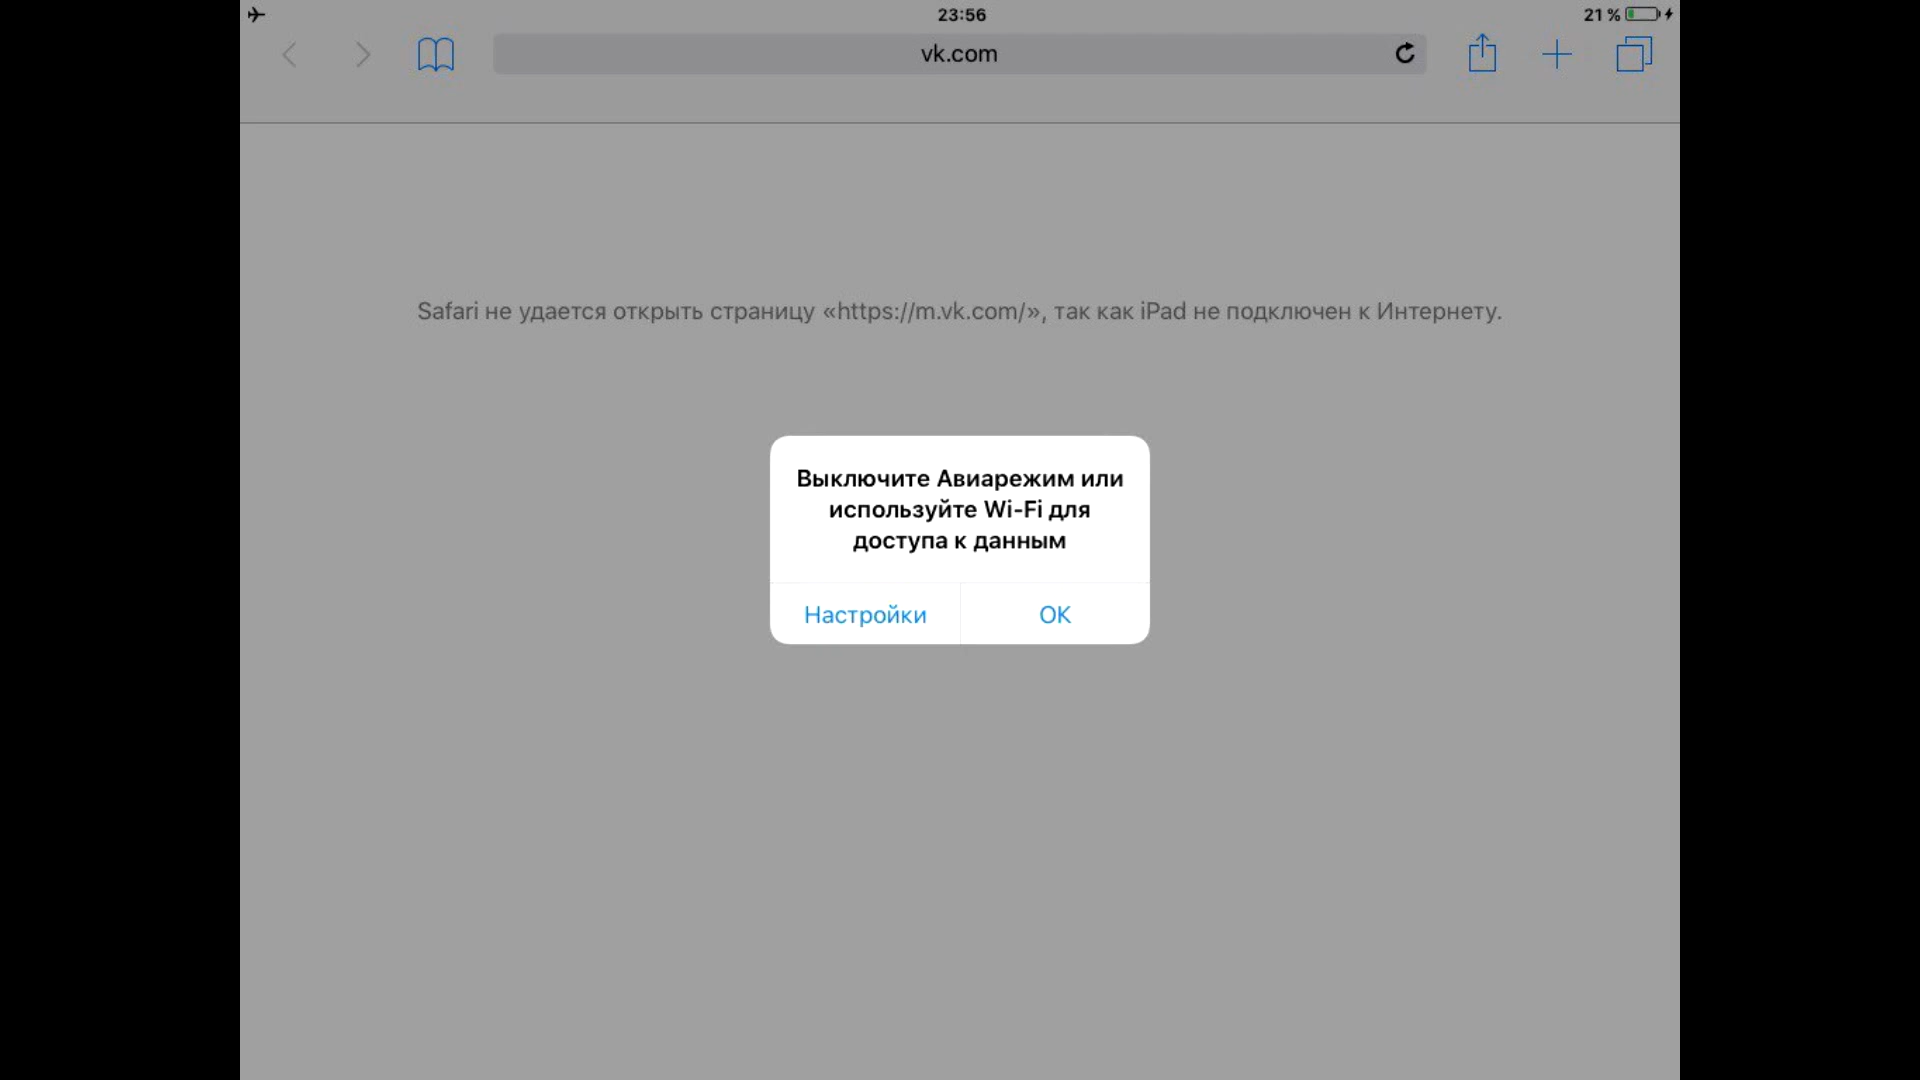 23:56
21 %
vk.com
Safari не удается открыть страницу «https://m.vk.com/», так как iPad не подключен к Интернету.
Выключите Авиарежим или
используйте Wi-Fi для
доступа к данным
Настройки
ОК